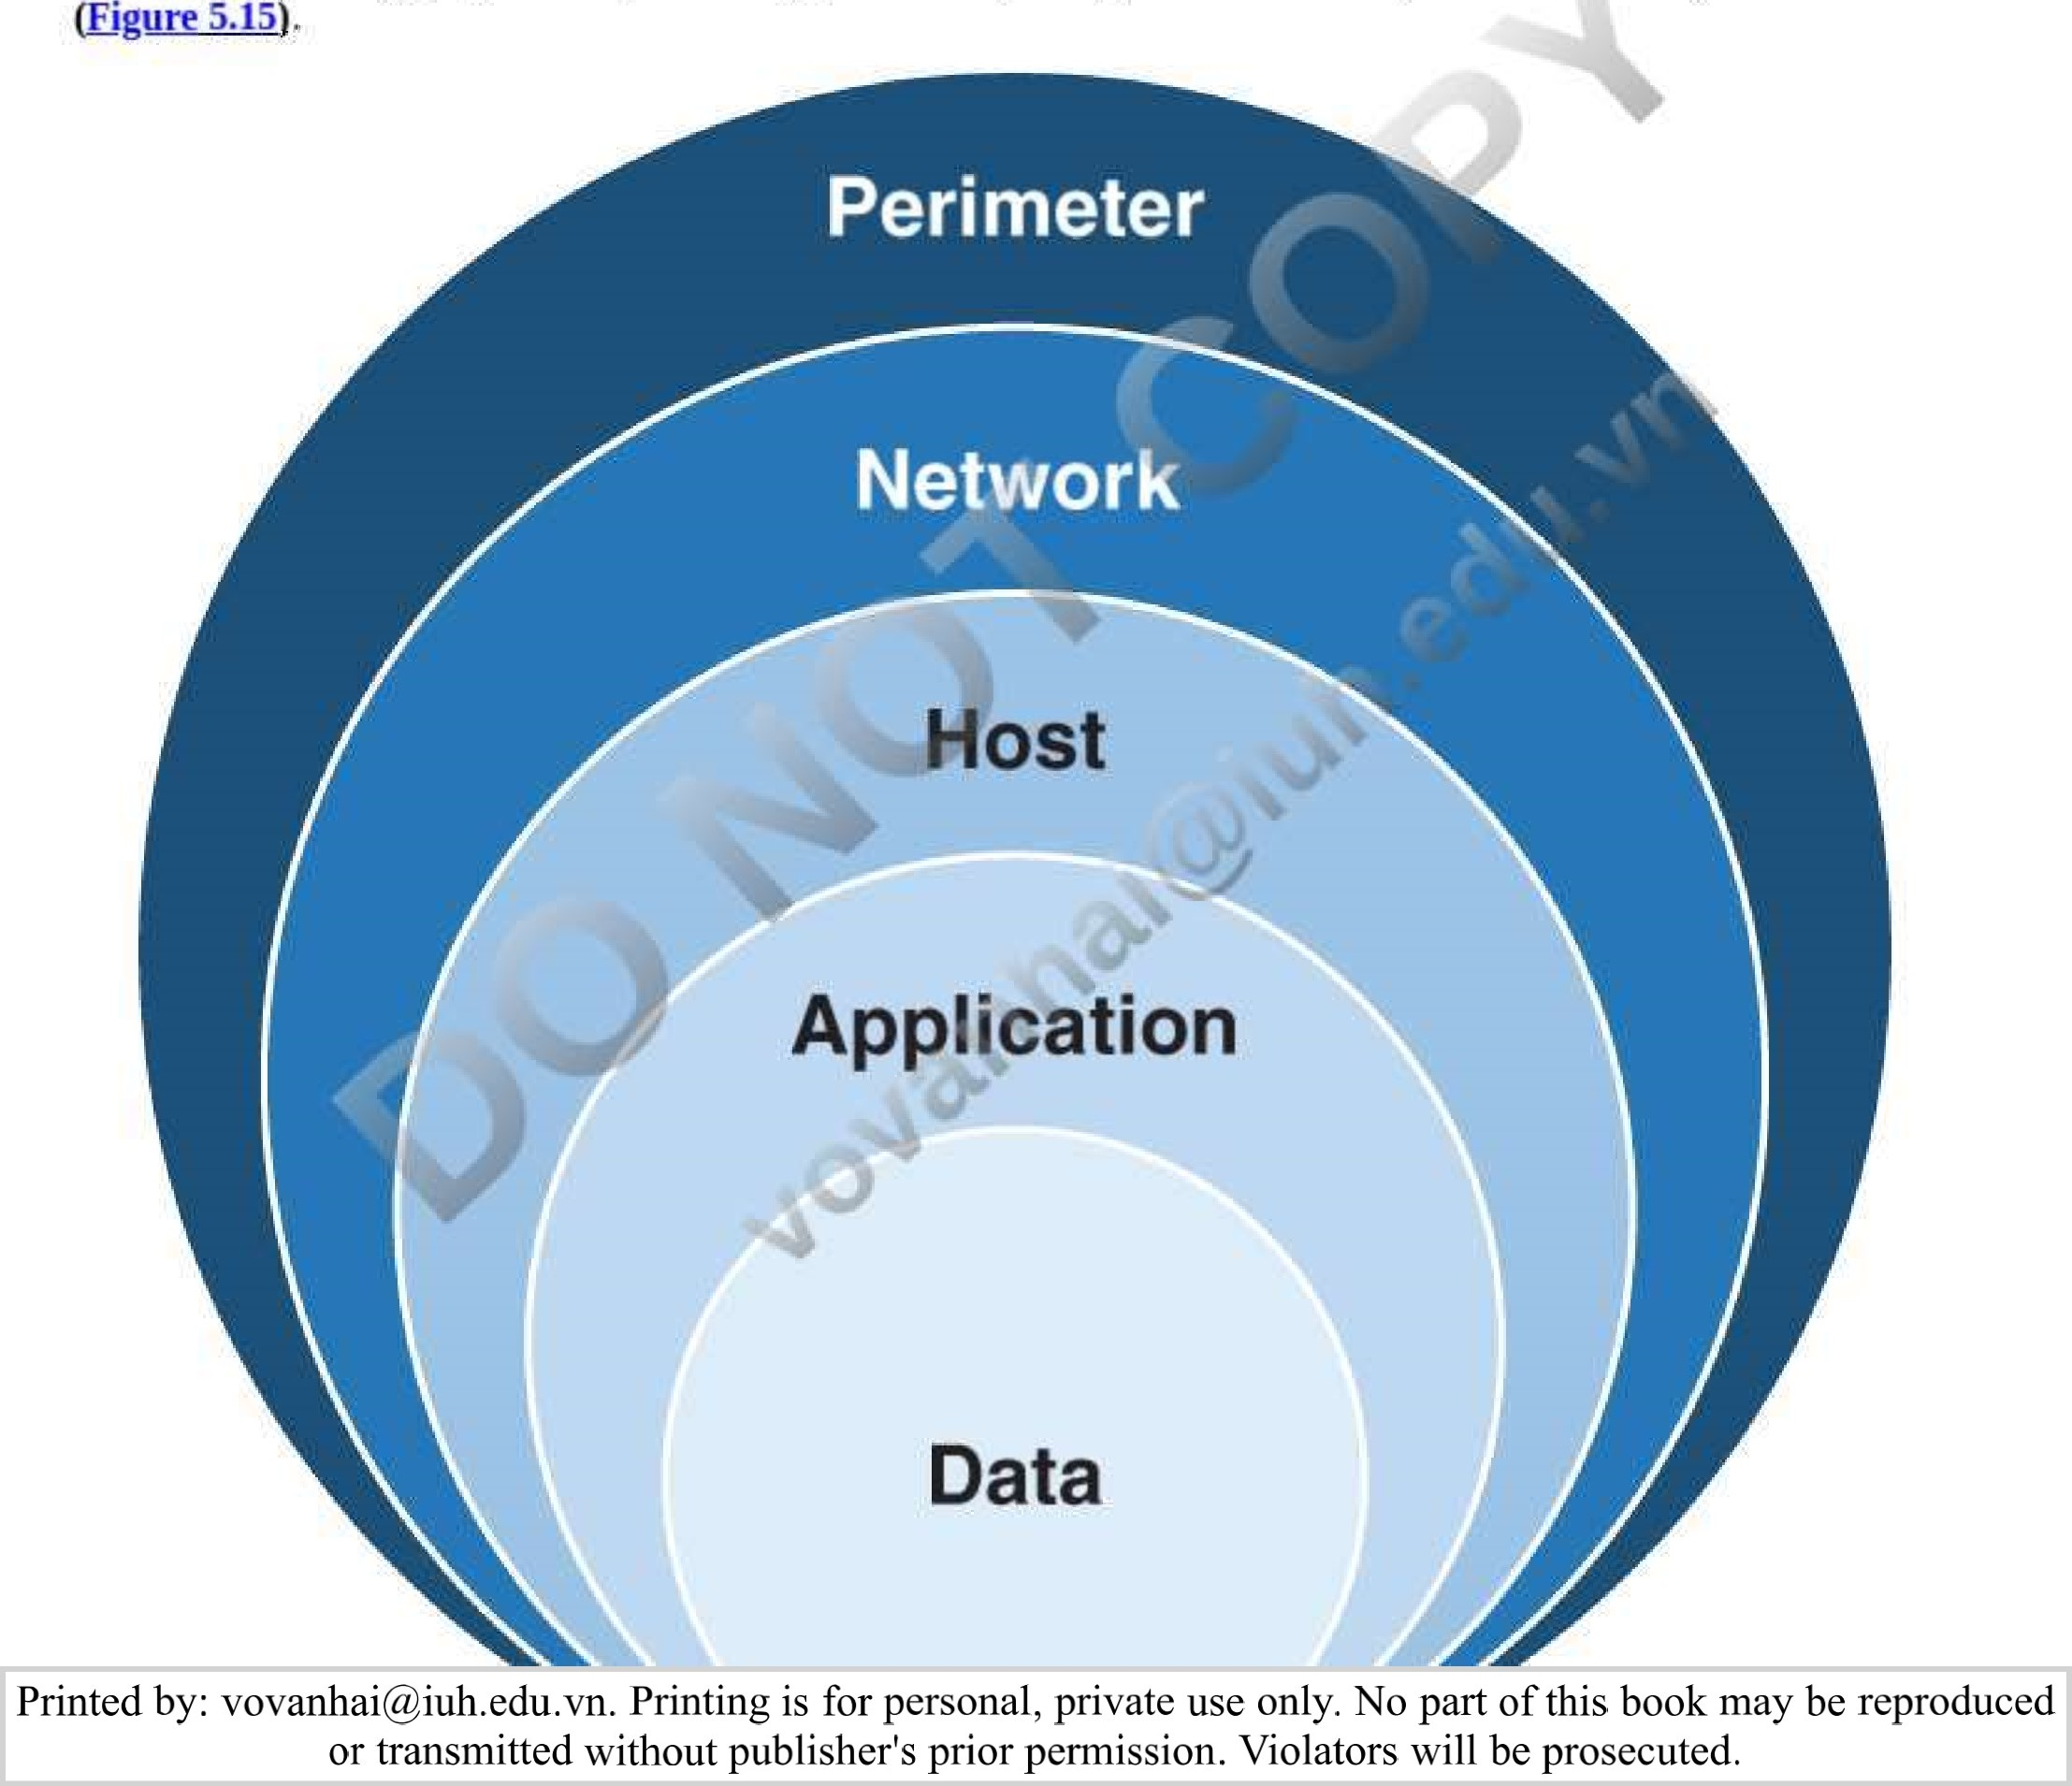 (Figure 5.15).
Perimeter
Network
Host
Application
Data
DO NOT COPY
vovanhai@iuh.edu.vn
Printed by: vovanhai@iuh.edu.vn. Printing is for personal, private use only. No part of this book may be reproduced
or transmitted without publisher's prior permission. Violators will be prosecuted.